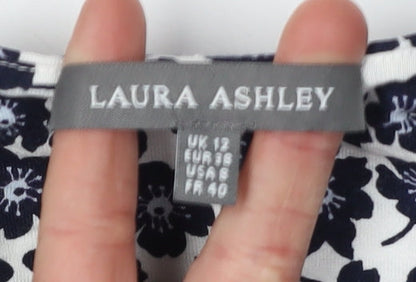 LAURA ASHLEY
UK 12
EUR 38
USA 8
FR 40